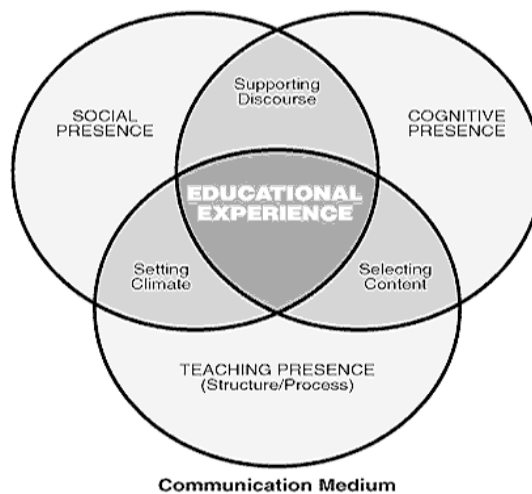 Supporting
Discourse
SOCIAL
PRESENCE
COGNITIVE
PRESENCE
EDUCATIONAL
EXPERIENCE
Setting
Climate
Selecting
Content
TEACHING PRESENCE
(Structure/Process)
Communication Medium